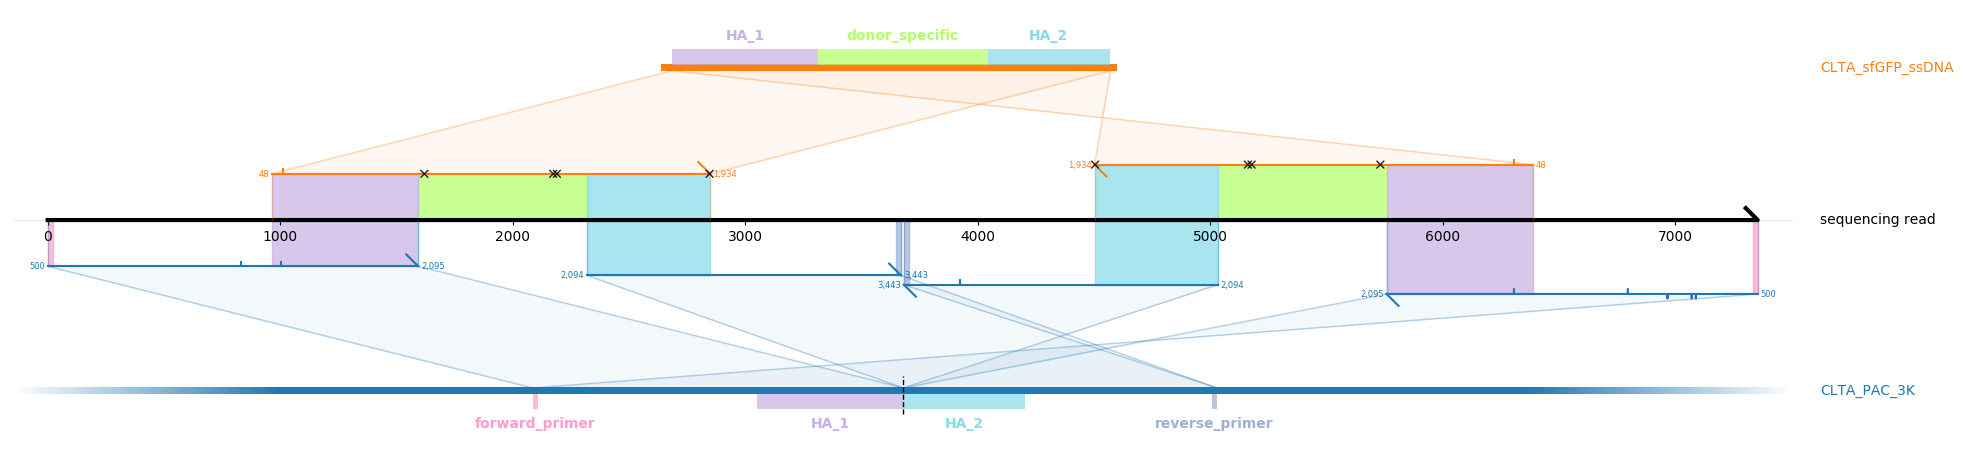 HA_1 donor_specific HA_2
CLTA_sfGFP_ssDNA
1,934 48
48 1,934
sequencing read
0 1000 2000 3000 4000 5000 6000 7000
500 2,095
2,094 3,443
3,443 2,094
2,095 500
CLTA_PAC_3K
forward_primer HA_1 HA_2 reverse_primer